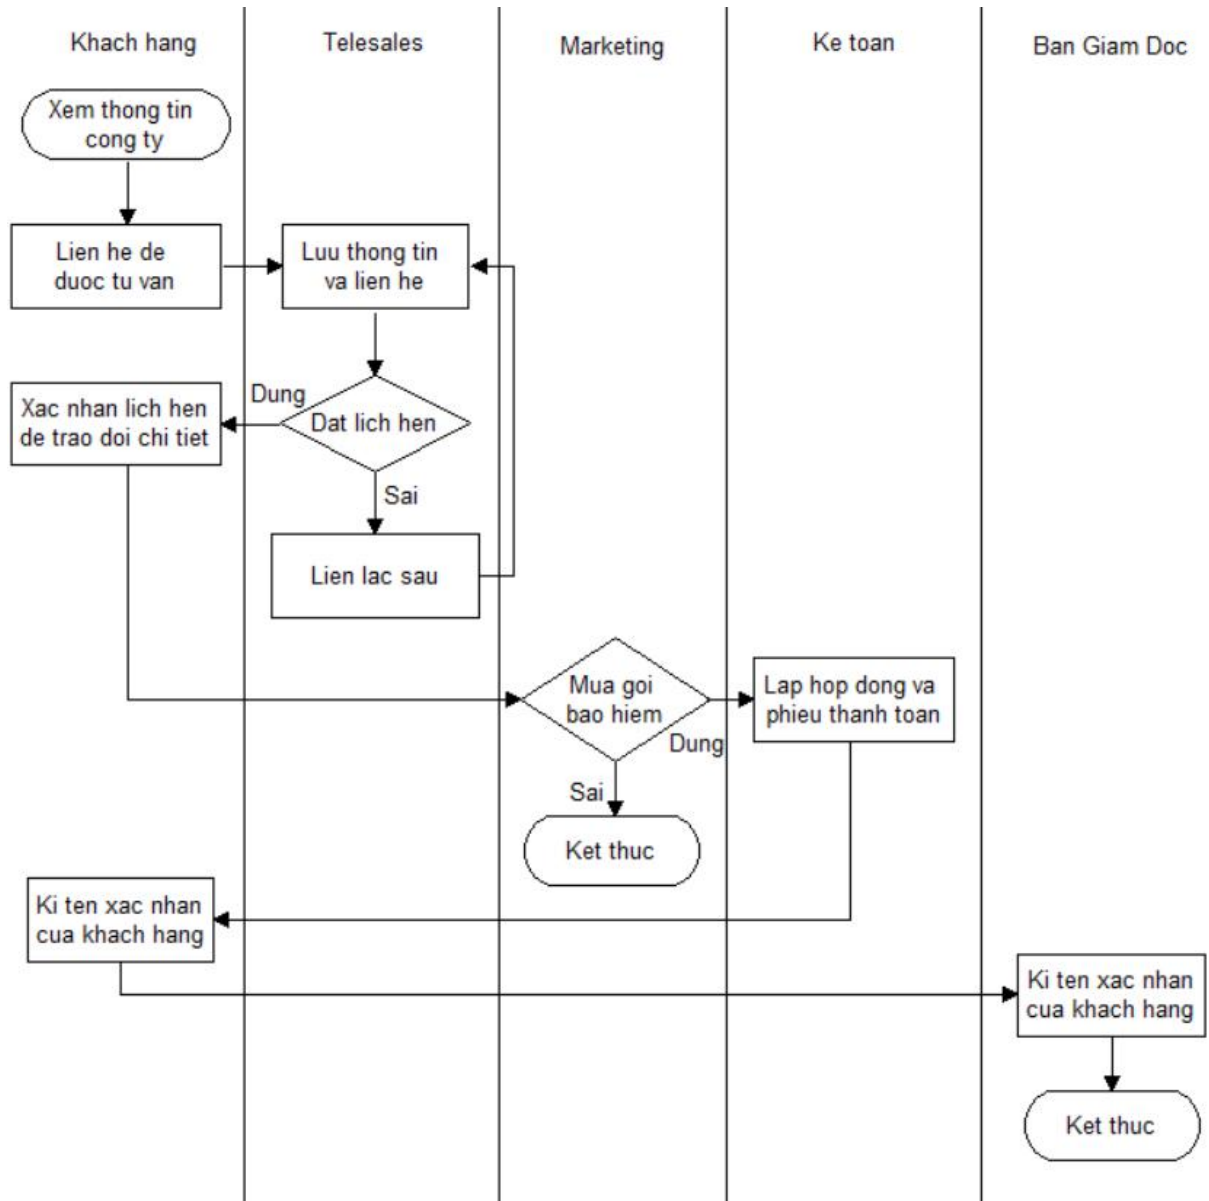 Khach hang
Telesales
Marketing
Ke toan
Ban Giam Doc
Xem thong tin
cong ty
Lien he de
duoc tu van
Luu thong tin
va lien he
Xac nhan lich hen
de trao doi chi tiet
Dung
Dat lich hen
Sai
Lien lac sau
Mua goi
bao hiem
Dung
Lap hop dong va
phieu thanh toan
Sai
Ket thuc
Ki ten xac nhan
cua khach hang
Ki ten xac nhan
cua khach hang
Ket thuc